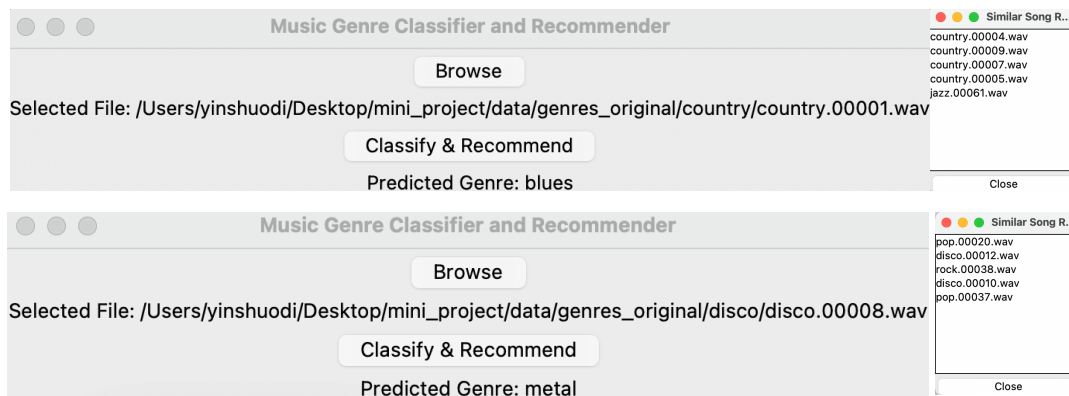 Music Genre Classifier and Recommender
Browse
Selected File: /Users/yinshuodi/Desktop/mini_project/data/genres_original/country/country.00001.wav
Classify & Recommend
Predicted Genre: blues
Similar Song R...
country.00004.wav
country.00009.wav
country.00007.wav
country.00005.wav
jazz.00061.wav
Close
Music Genre Classifier and Recommender
Browse
Selected File: /Users/yinshuodi/Desktop/mini_project/data/genres_original/disco/disco.00008.wav
Classify & Recommend
Predicted Genre: metal
Similar Song R...
pop.00020.wav
disco.00012.wav
rock.00038.wav
disco.00010.wav
pop.00037.wav
Close